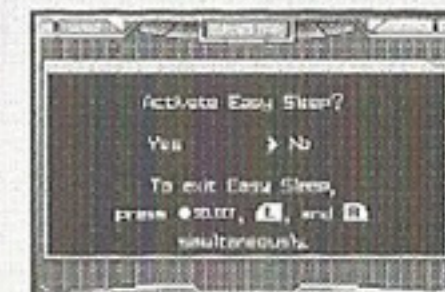 Activate Easy Sleep?
Yes No
To exit Easy Sleep,
press SELECT, L, and R
simultaneously.